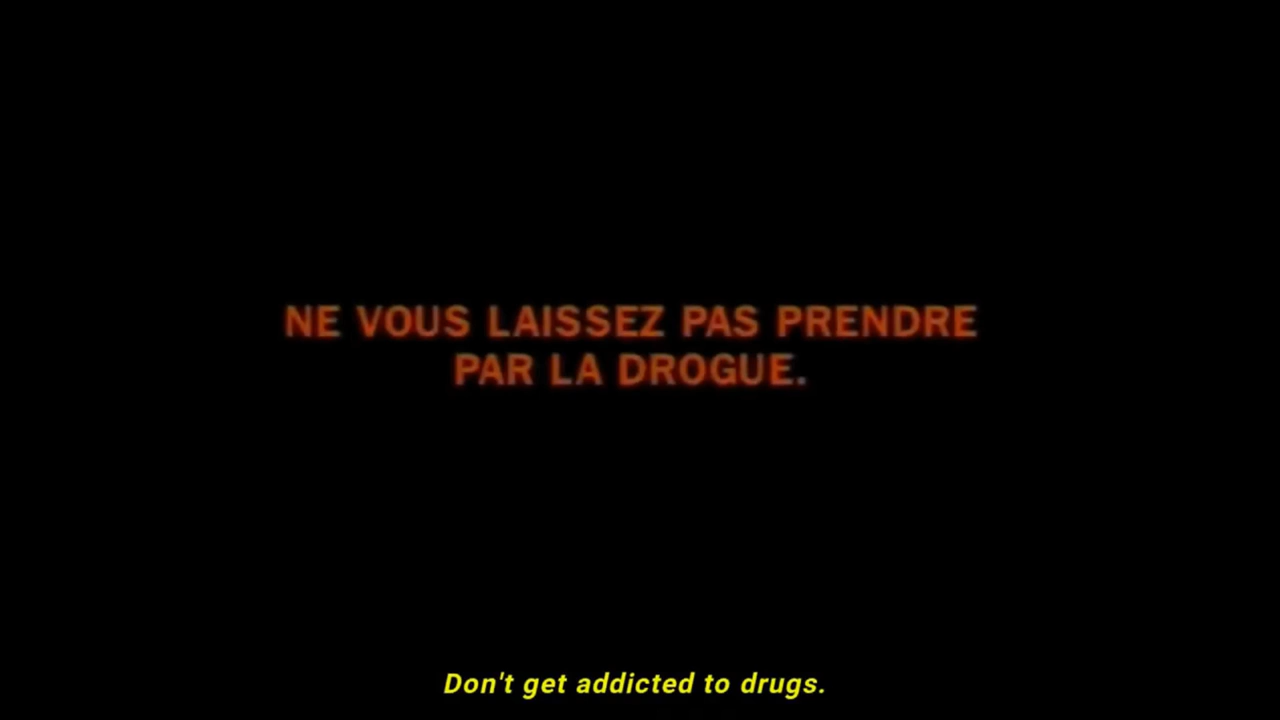 NE VOUS LAISSEZ PAS PRENDRE
PAR LA DROGUE.
Don't get addicted to drugs.